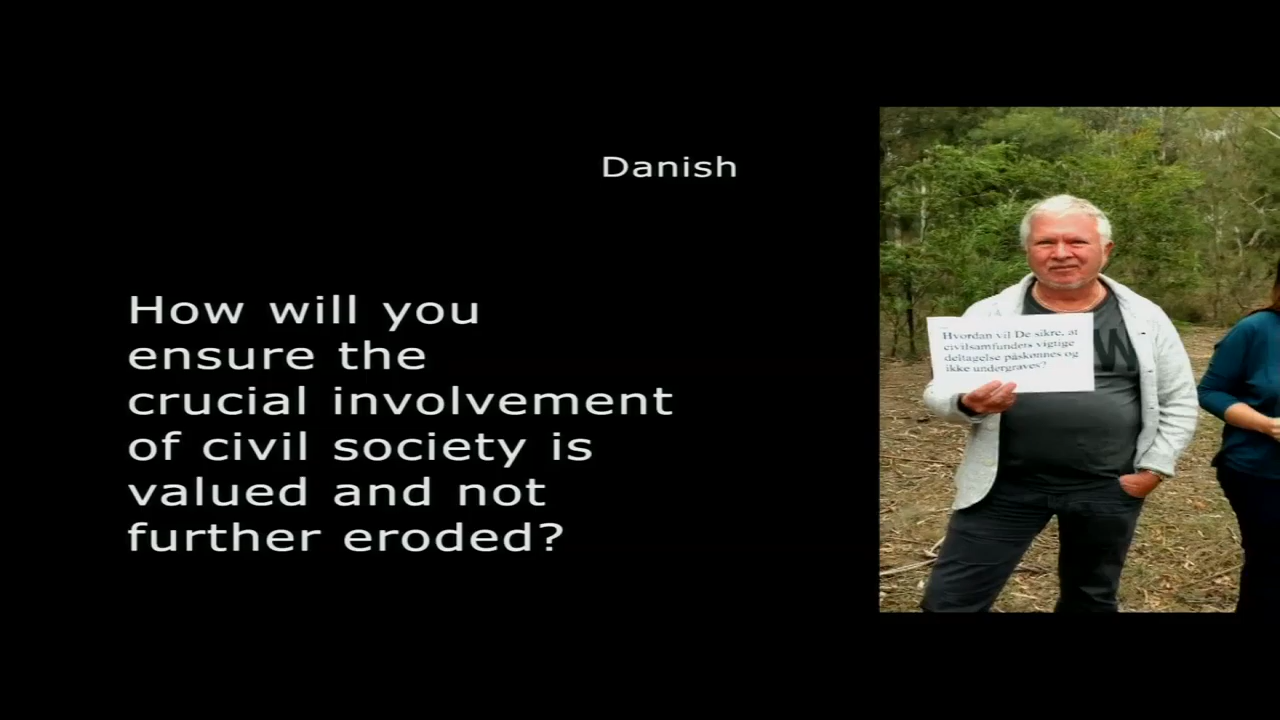 Danish
How will you
ensure the
crucial involvement
of civil society is
valued and not
further eroded?
Hvordan vil De sikre, at
civilsamfunders vigtige
deltagelse påskønnes og
ikke undergraves?
W